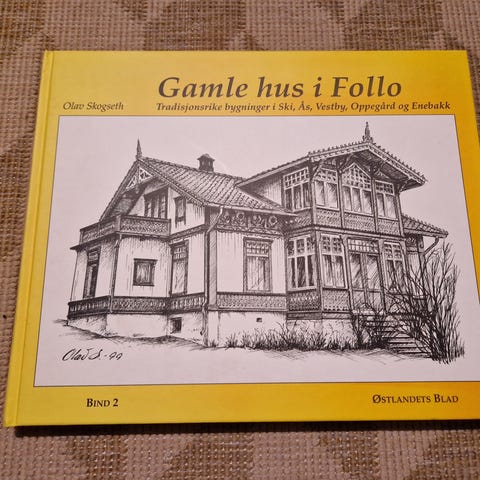 Gamle hus i Follo
Olav Skogseth
Tradisjonsrike bygninger i Ski, Ås, Vestby, Oppegård og Enebakk
Olav S. -99
BIND 2
ØSTLANDETS BLAD